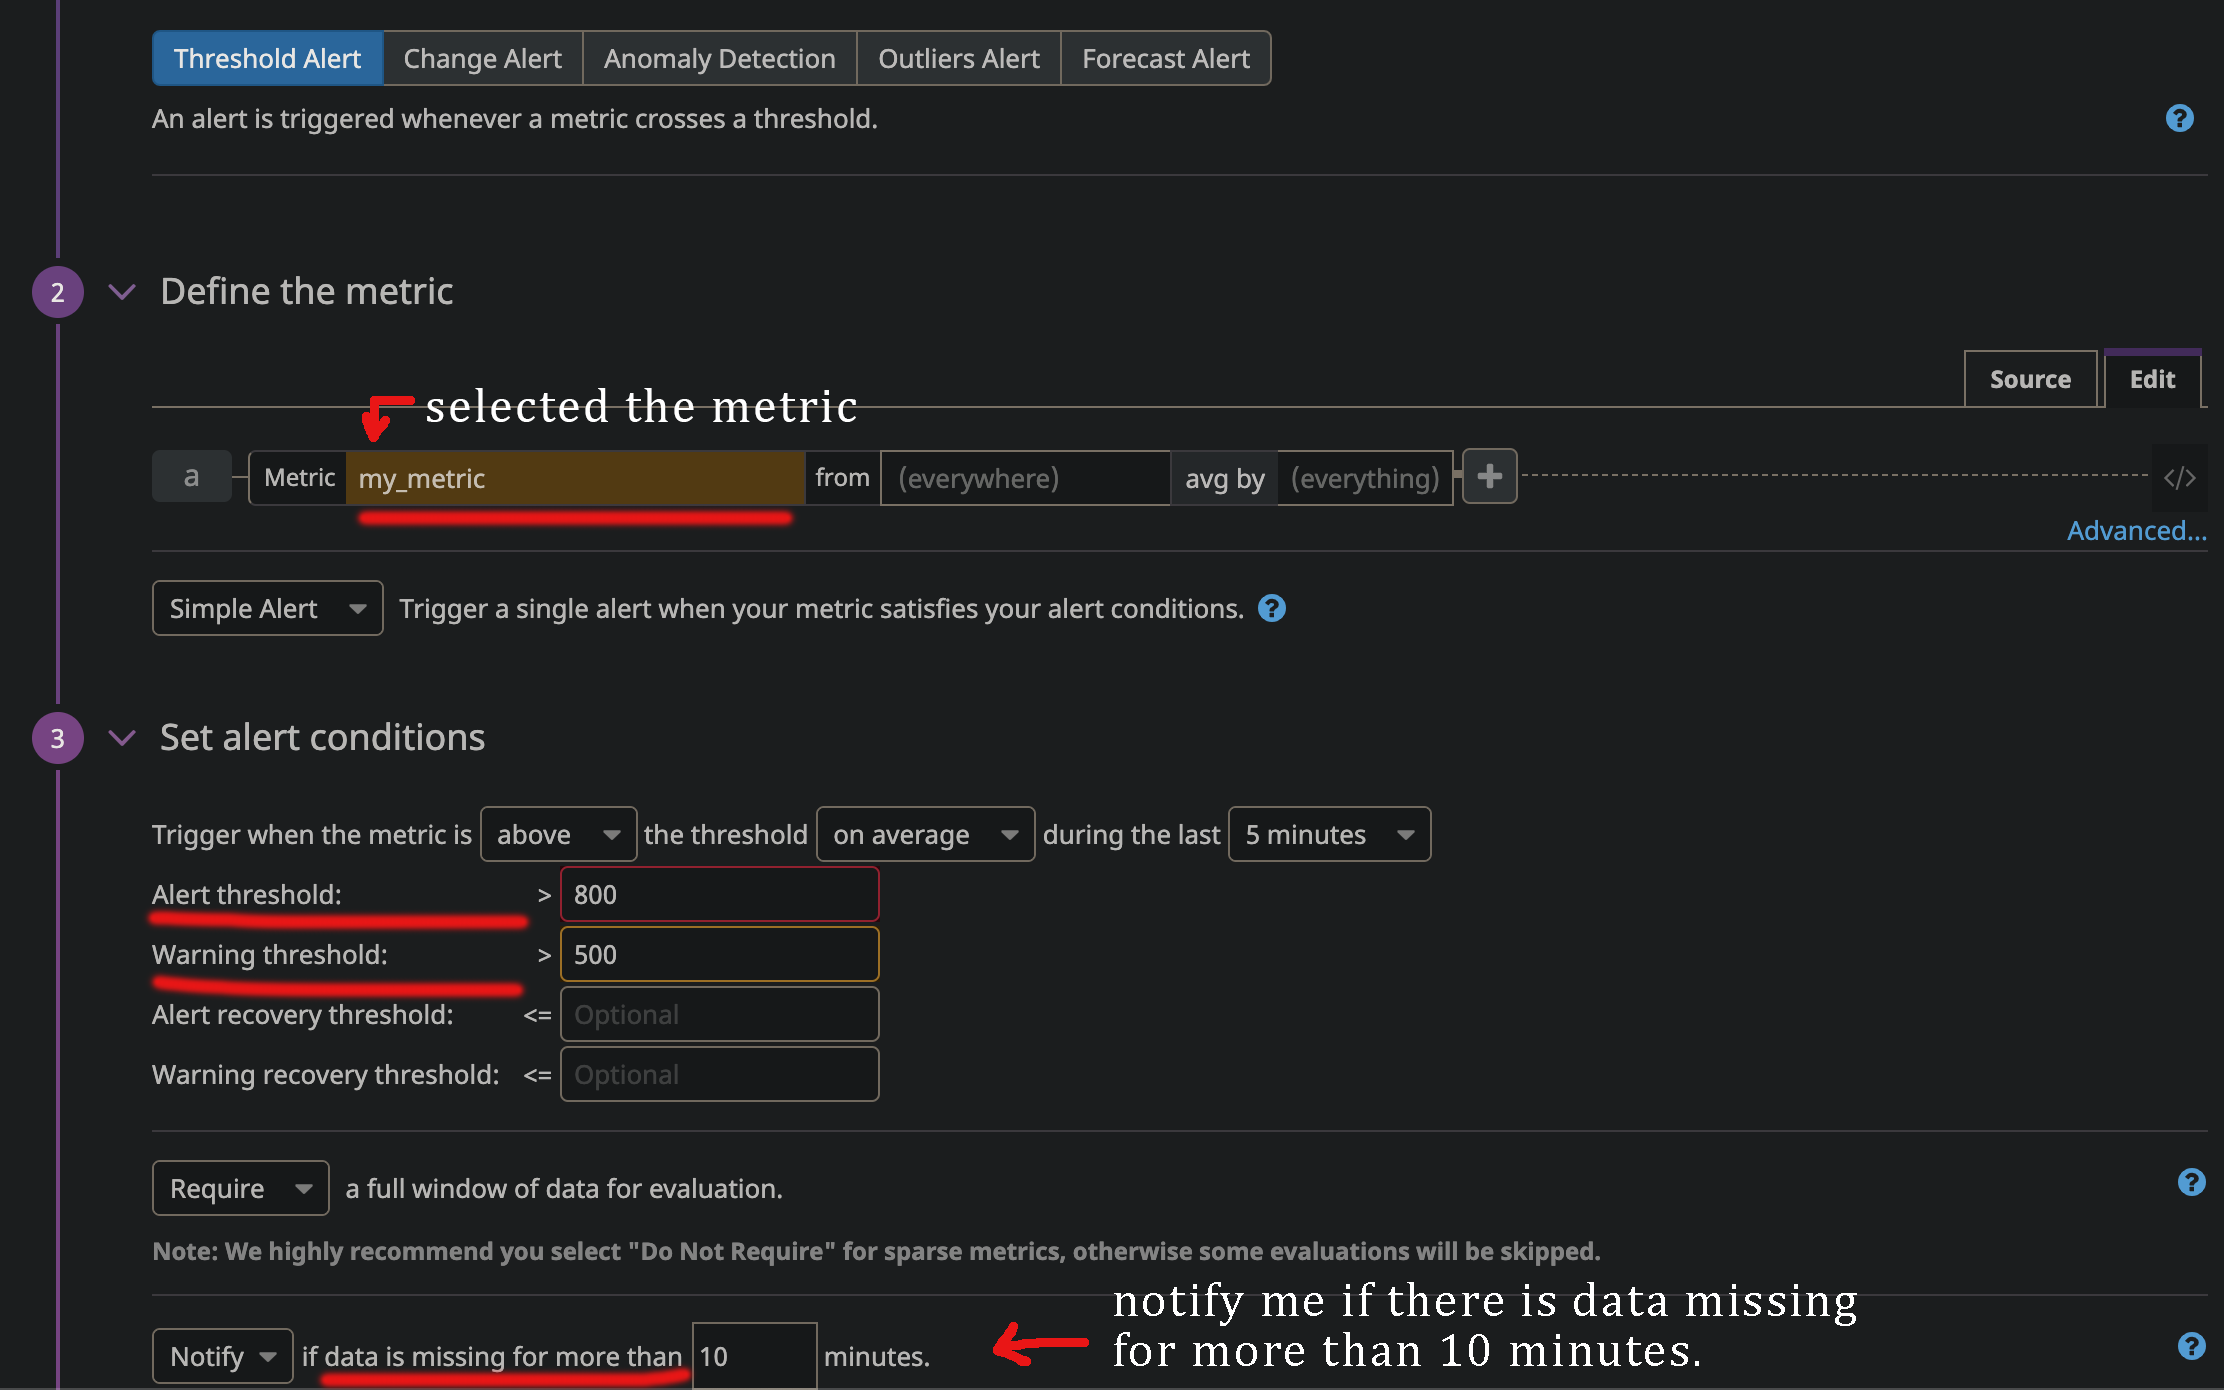 Threshold Alert Change Alert Anomaly Detection Outliers Alert Forecast Alert
An alert is triggered whenever a metric crosses a threshold.
?
2 Define the metric
Source Edit
selected the metric
a Metric my_metric from (everywhere) avg by (everything) + </>
Advanced...
Simple Alert Trigger a single alert when your metric satisfies your alert conditions. ?
3 Set alert conditions
Trigger when the metric is above the threshold on average during the last 5 minutes
Alert threshold: > 800
Warning threshold: > 500
Alert recovery threshold: <= Optional
Warning recovery threshold: <= Optional
Require a full window of data for evaluation. ?
Note: We highly recommend you select "Do Not Require" for sparse metrics, otherwise some evaluations will be skipped.
notify me if there is data missing
for more than 10 minutes.
Notify if data is missing for more than 10 minutes. ?